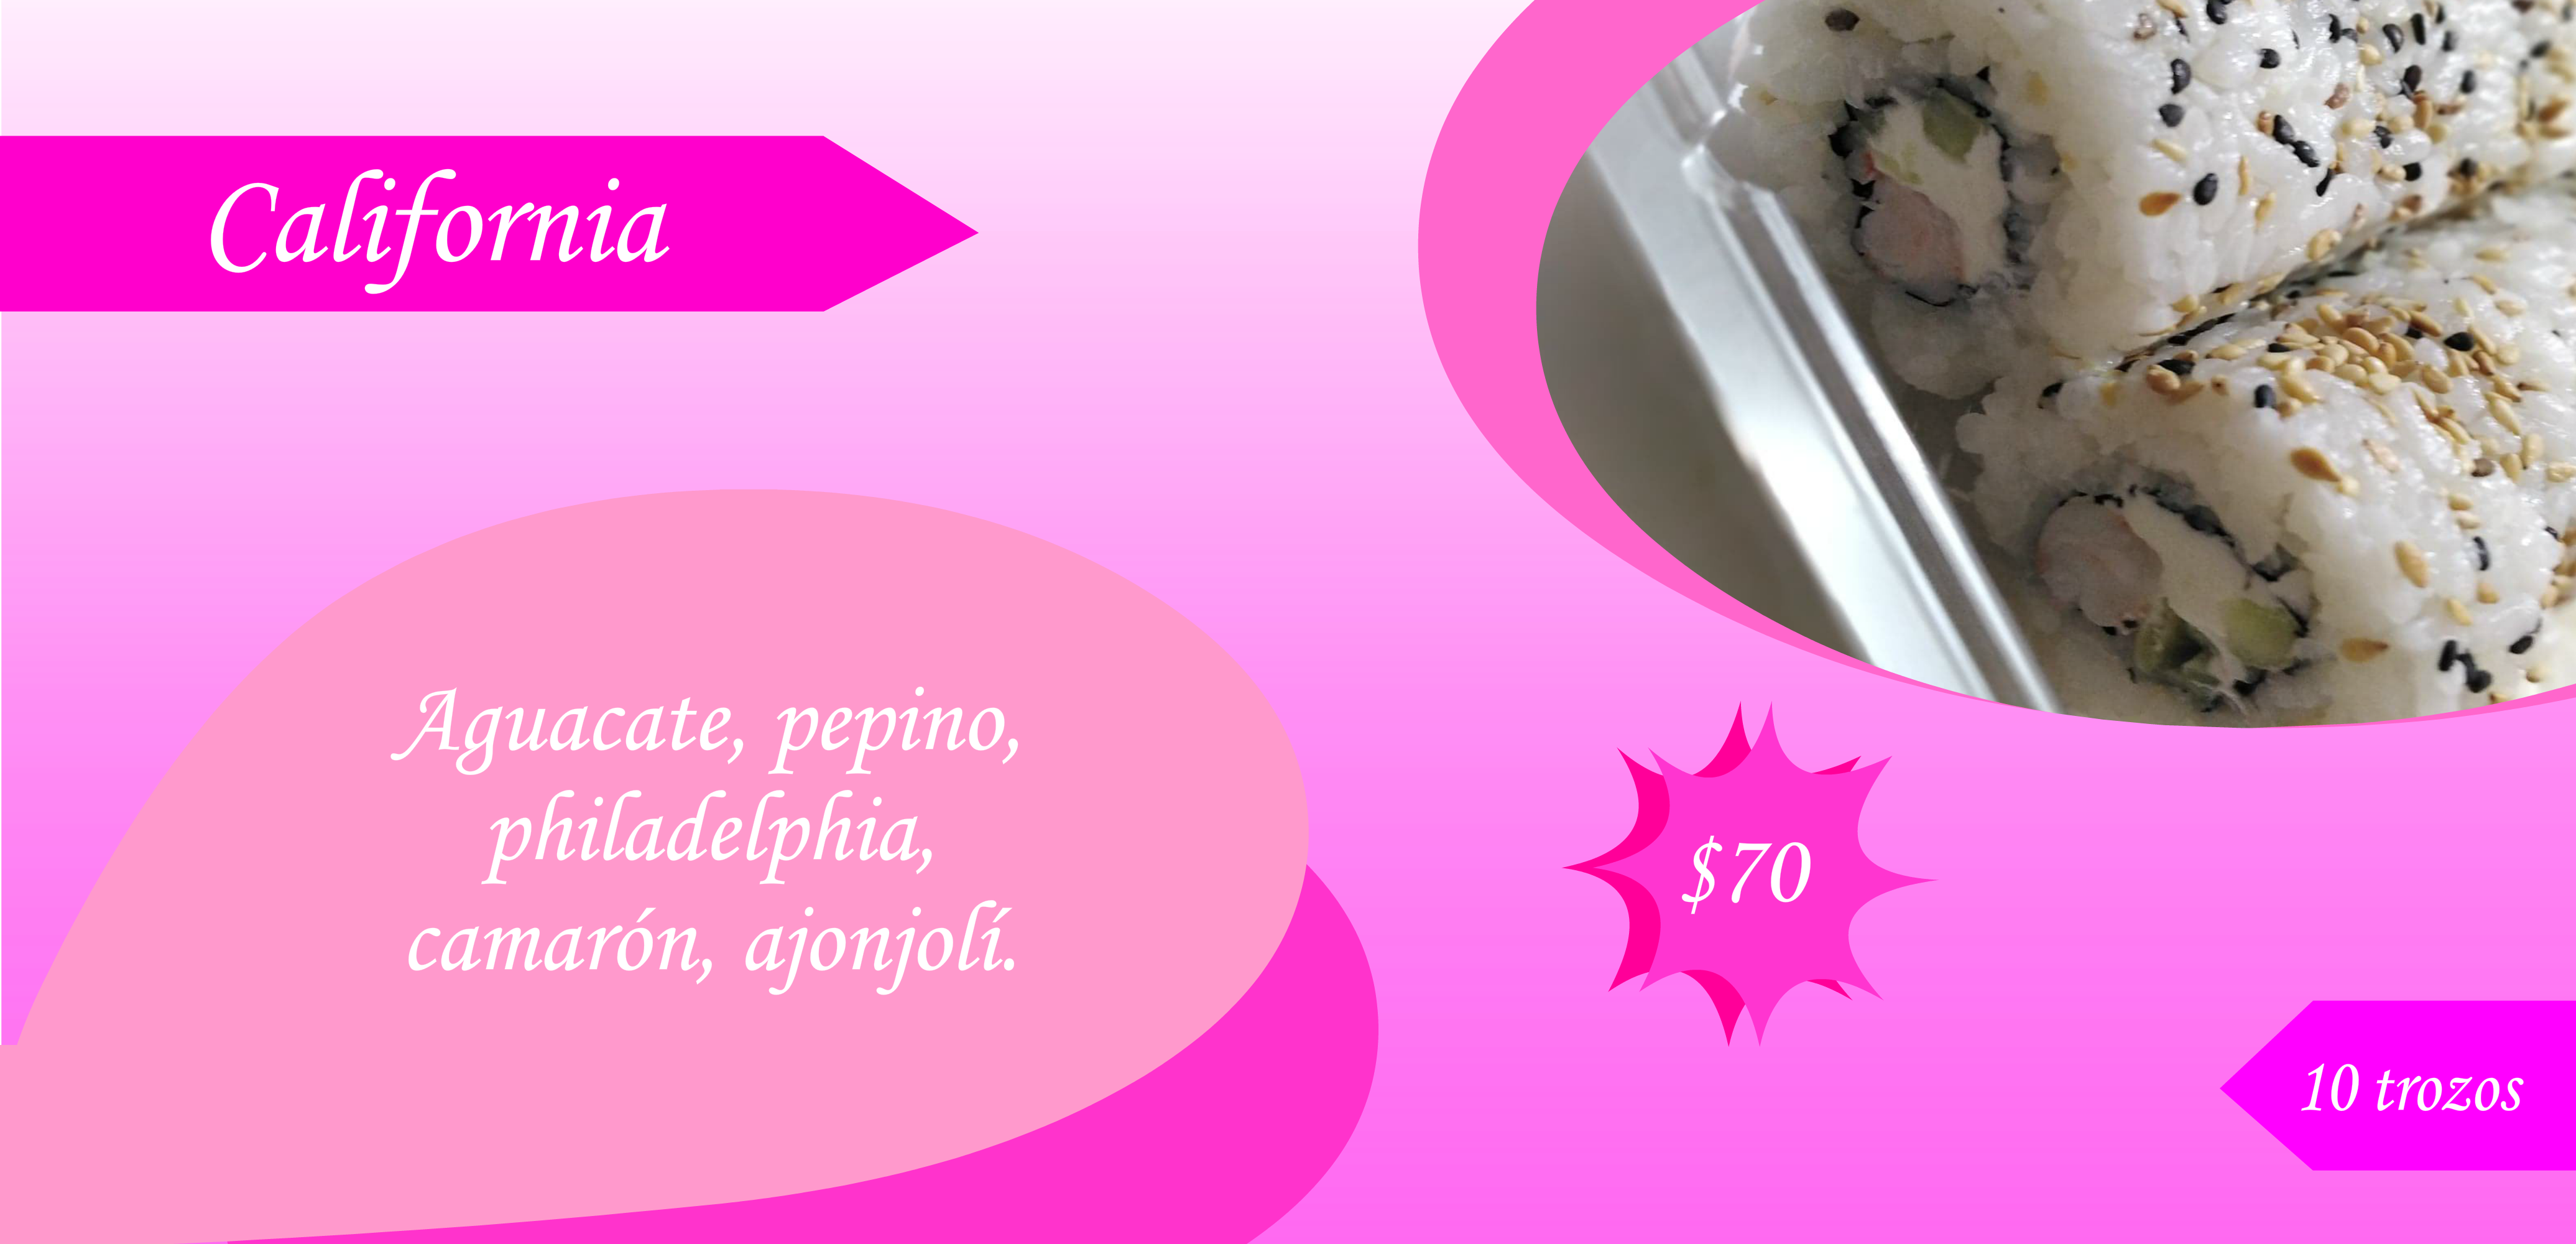 California
Aguacate, pepino,
philadelphia,
camarón, ajonjolí.
$70
10 trozos